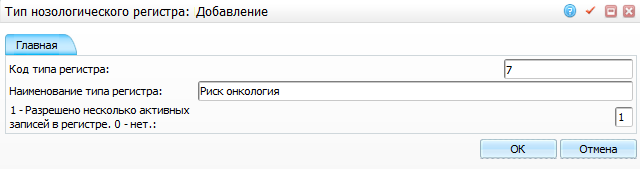 Тип нозологического регистра: Добавление
Главная
Код типа регистра: 7
Наименование типа регистра: Риск онкология
1 - Разрешено несколько активных
записей в регистре. 0 - нет.: 1
ОК Отмена